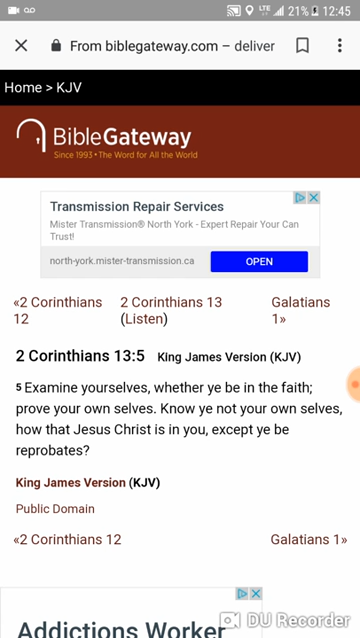 LTE 21% 12:45
From biblegateway.com – deliver
Home > KJV
BibleGateway
Since 1993 • The Word for All the World
Transmission Repair Services
Mister Transmission® North York - Expert Repair Your Can
Trust!
north-york.mister-transmission.ca OPEN
«2 Corinthians 2 Corinthians 13 Galatians
12 (Listen) 1»
2 Corinthians 13:5 King James Version (KJV)
5 Examine yourselves, whether ye be in the faith;
prove your own selves. Know ye not your own selves,
how that Jesus Christ is in you, except ye be
reprobates?
King James Version (KJV)
Public Domain
«2 Corinthians 12 Galatians 1»
Addictions Worker
DU Recorder